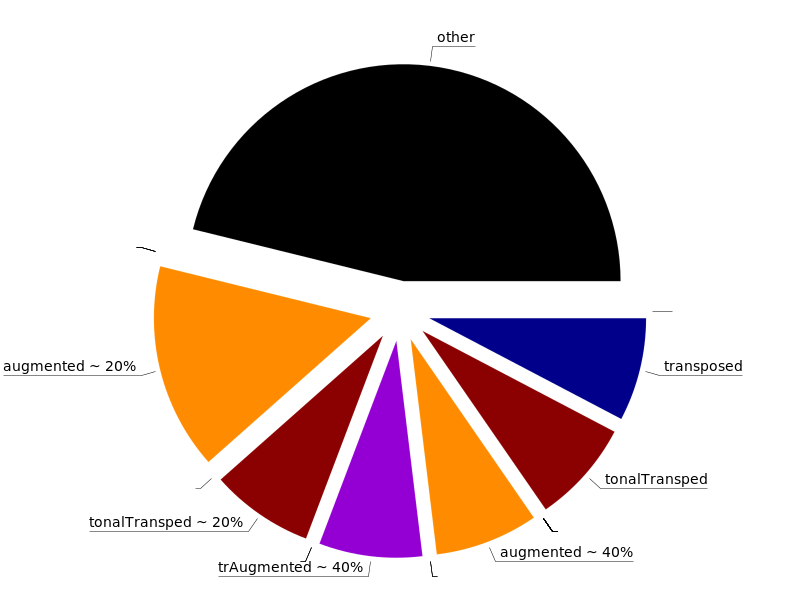 other
augmented ~ 20%
transposed
tonalTransped
tonalTransped ~ 20%
augmented ~ 40%
trAugmented ~ 40%